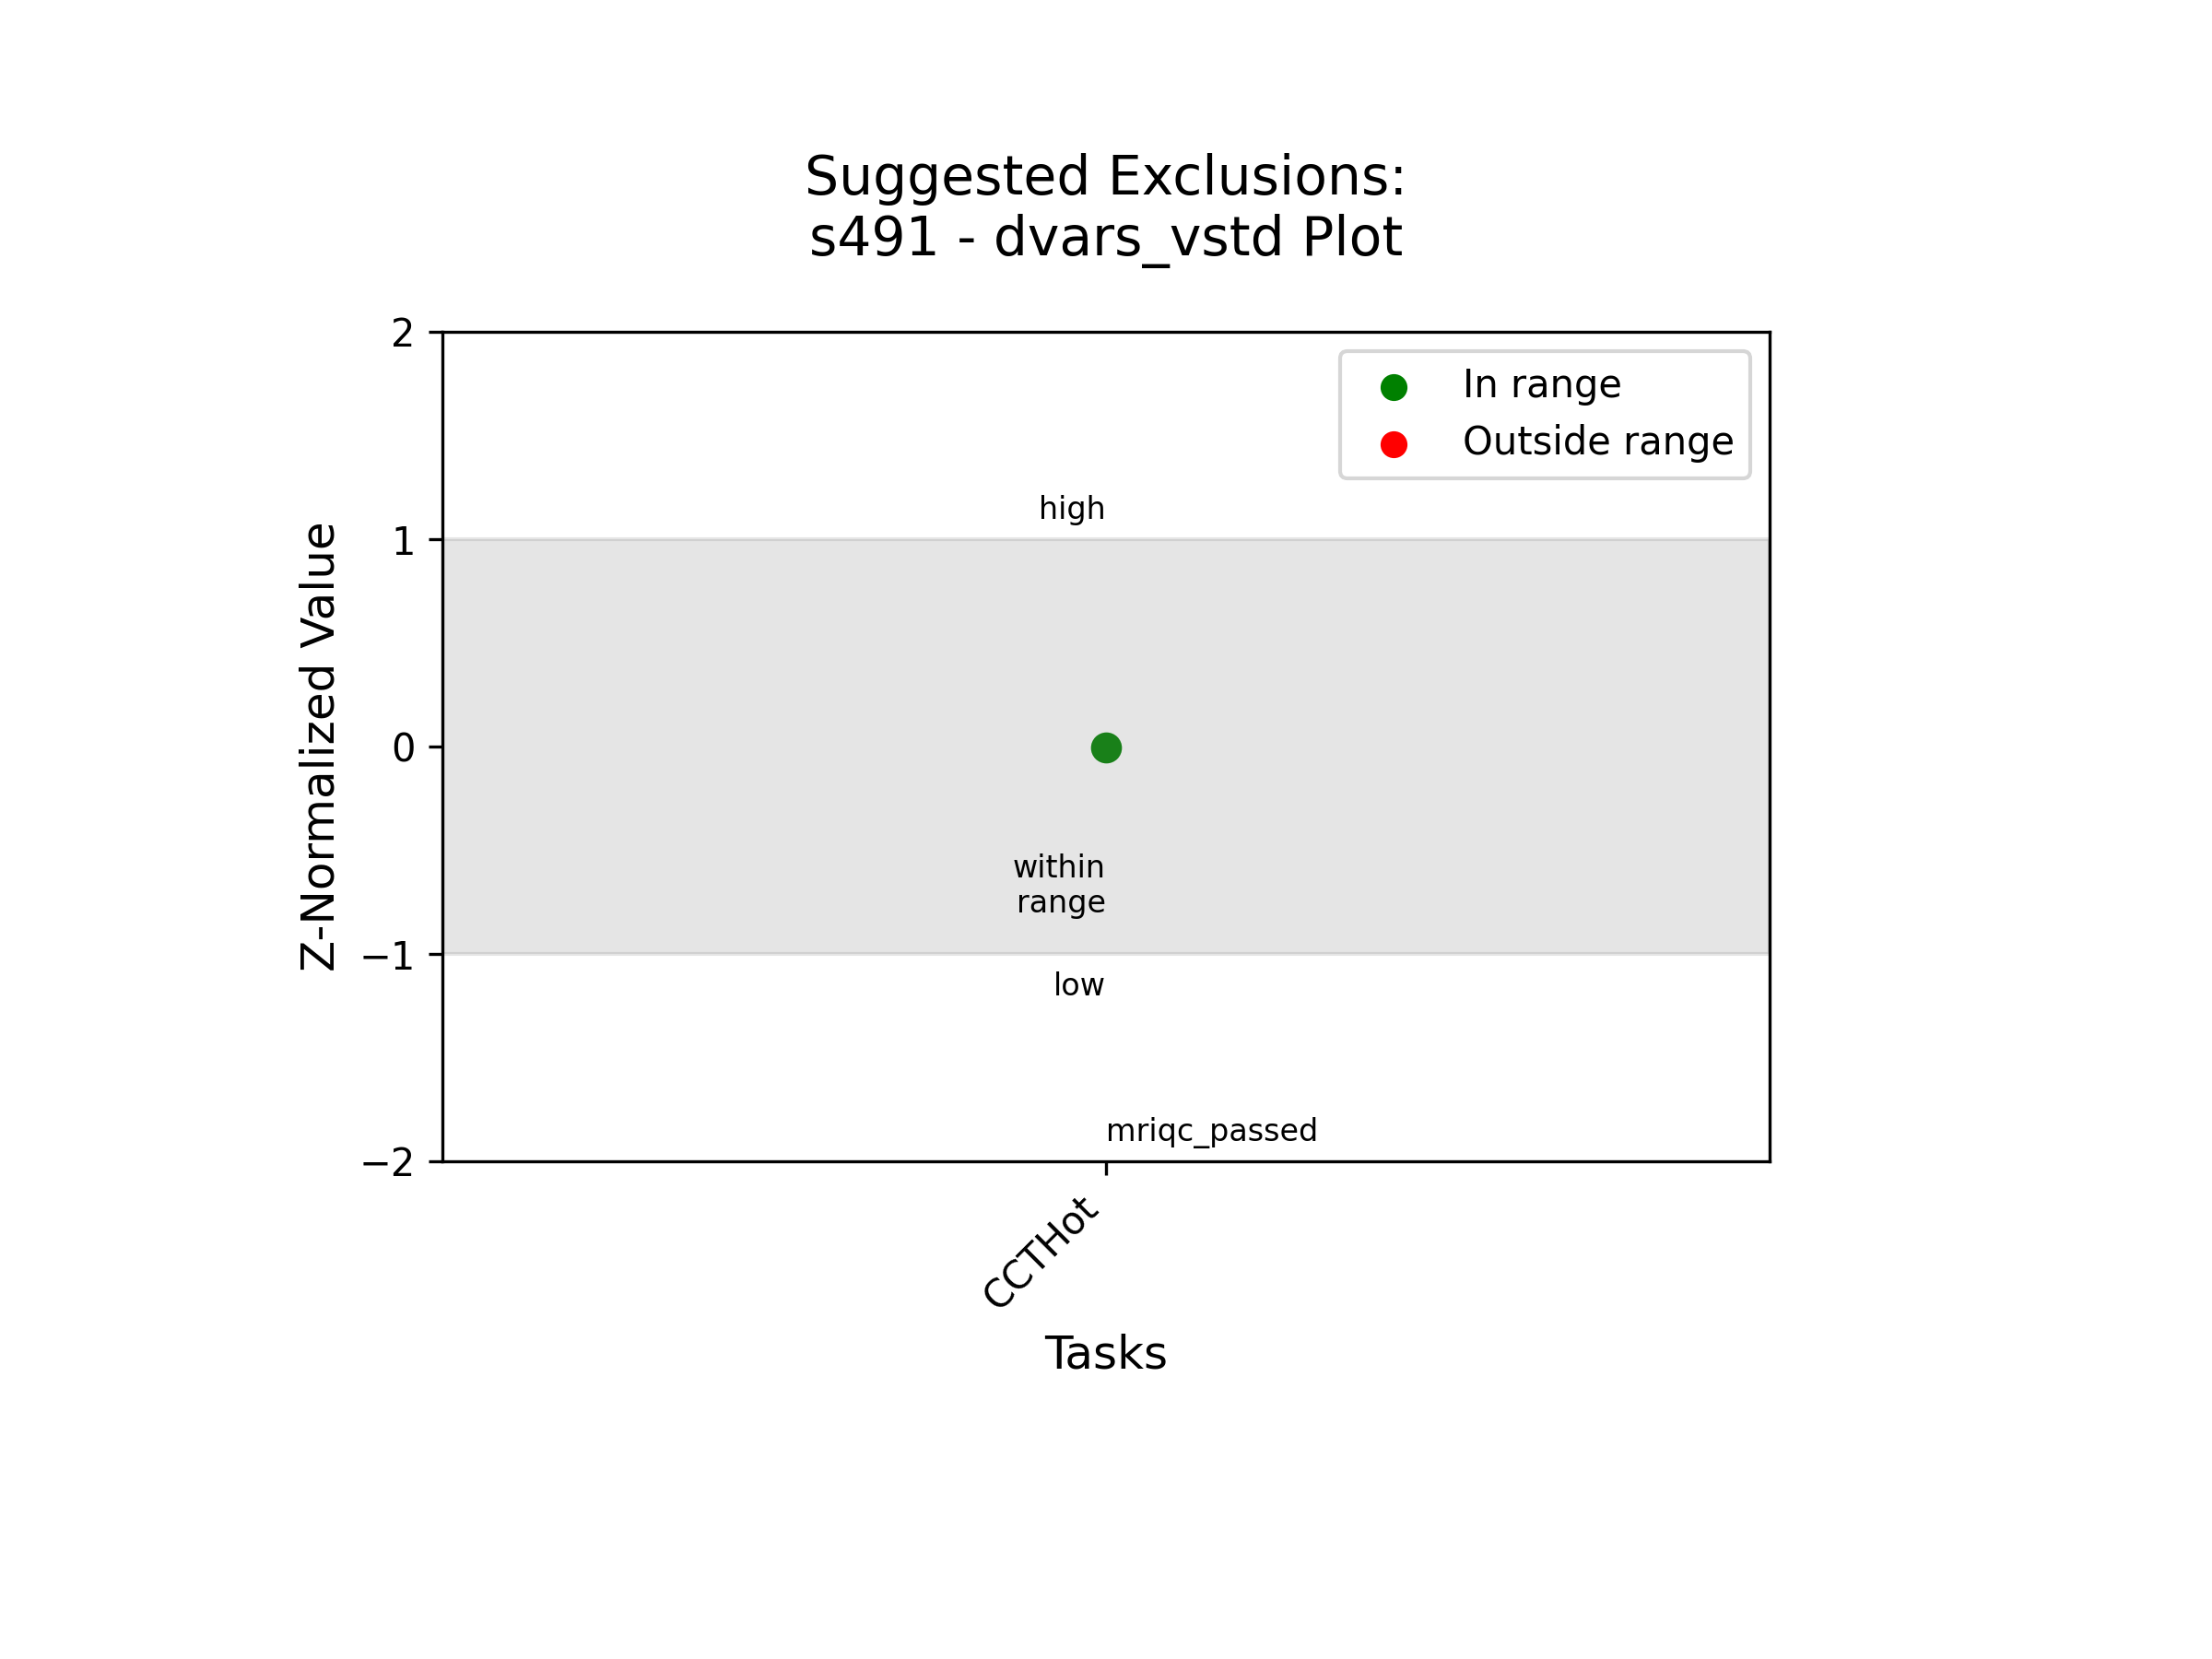 Suggested Exclusions:
s491 - dvars_vstd Plot
2
In range
Outside range
high
1
Z-Normalized Value
0
within
range
−1
low
mriqc_passed
−2
CCTHot
Tasks